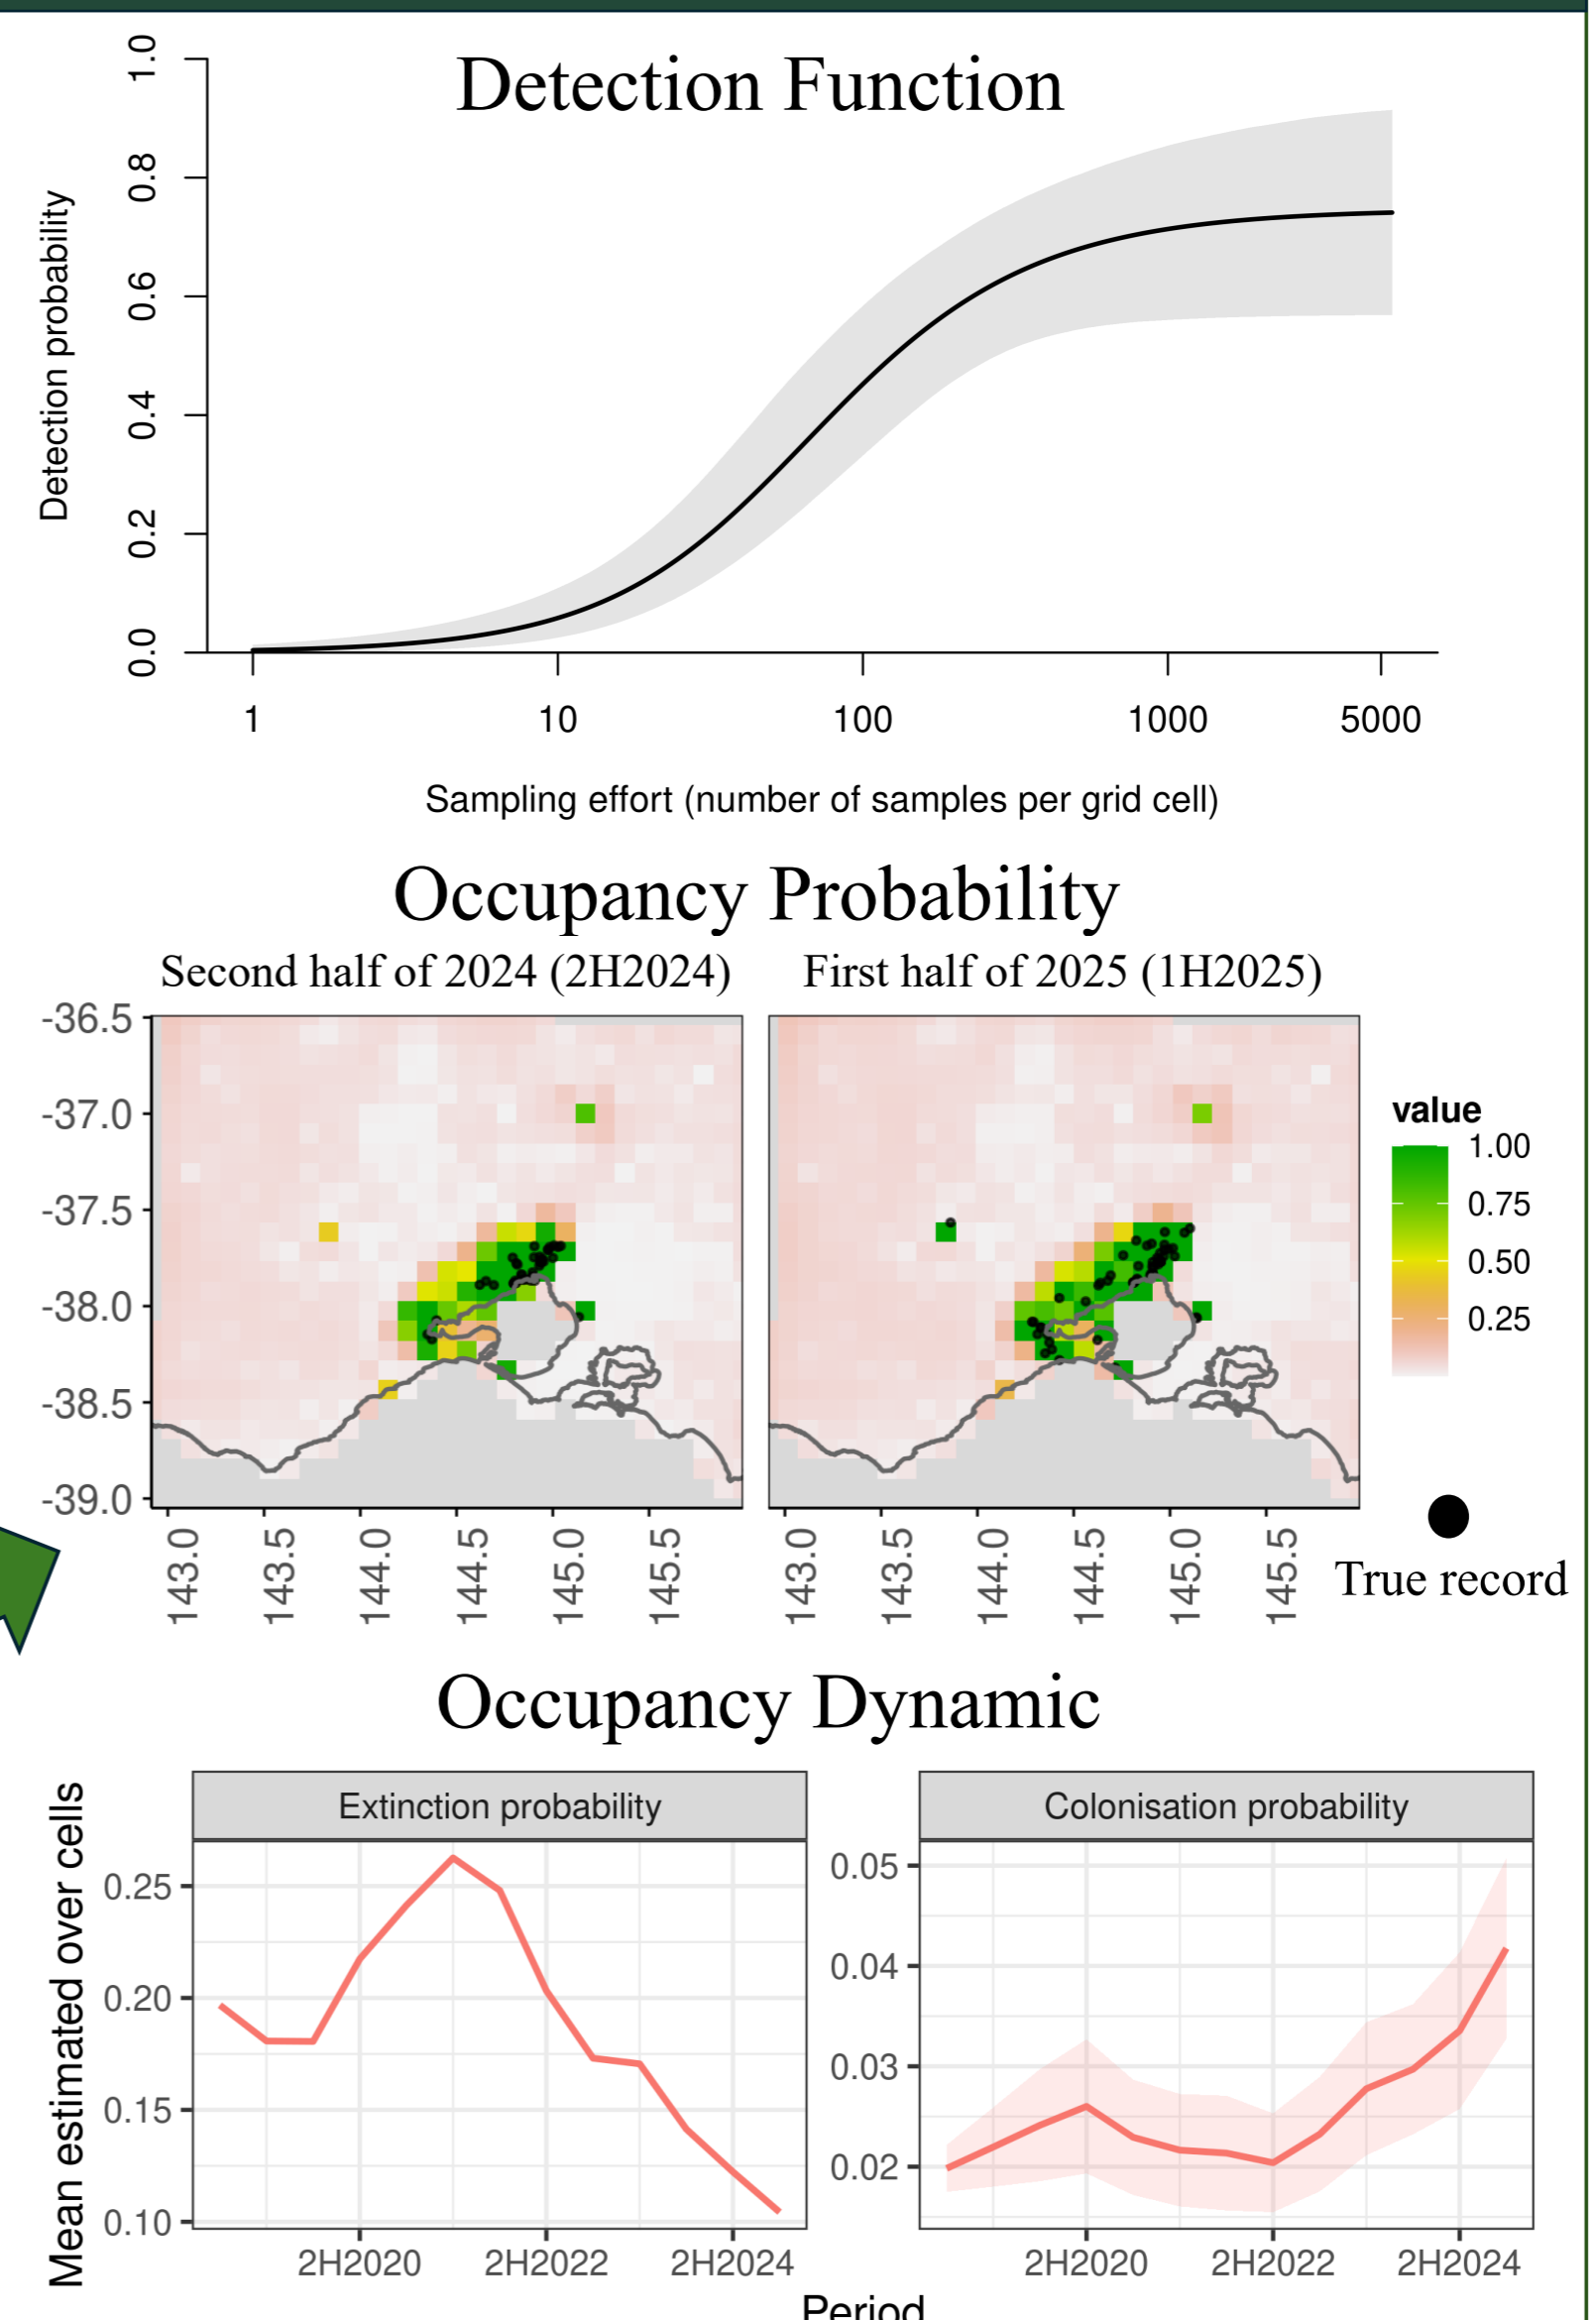 Detection Function
1.0
0.8
0.6
0.4
0.2
0.0
Detection probability
1 10 100 1000 5000
Sampling effort (number of samples per grid cell)
Occupancy Probability
Second half of 2024 (2H2024) First half of 2025 (1H2025)
-36.5
-37.0
-37.5
-38.0
-38.5
-39.0
143.0 143.5 144.0 144.5 145.0 145.5 143.0 143.5 144.0 144.5 145.0 145.5
value
1.00
0.75
0.50
0.25
True record
Occupancy Dynamic
Mean estimated over cells
Extinction probability Colonisation probability
0.25
0.20
0.15
0.10
0.05
0.04
0.03
0.02
2H2020 2H2022 2H2024 2H2020 2H2022 2H2024
Period